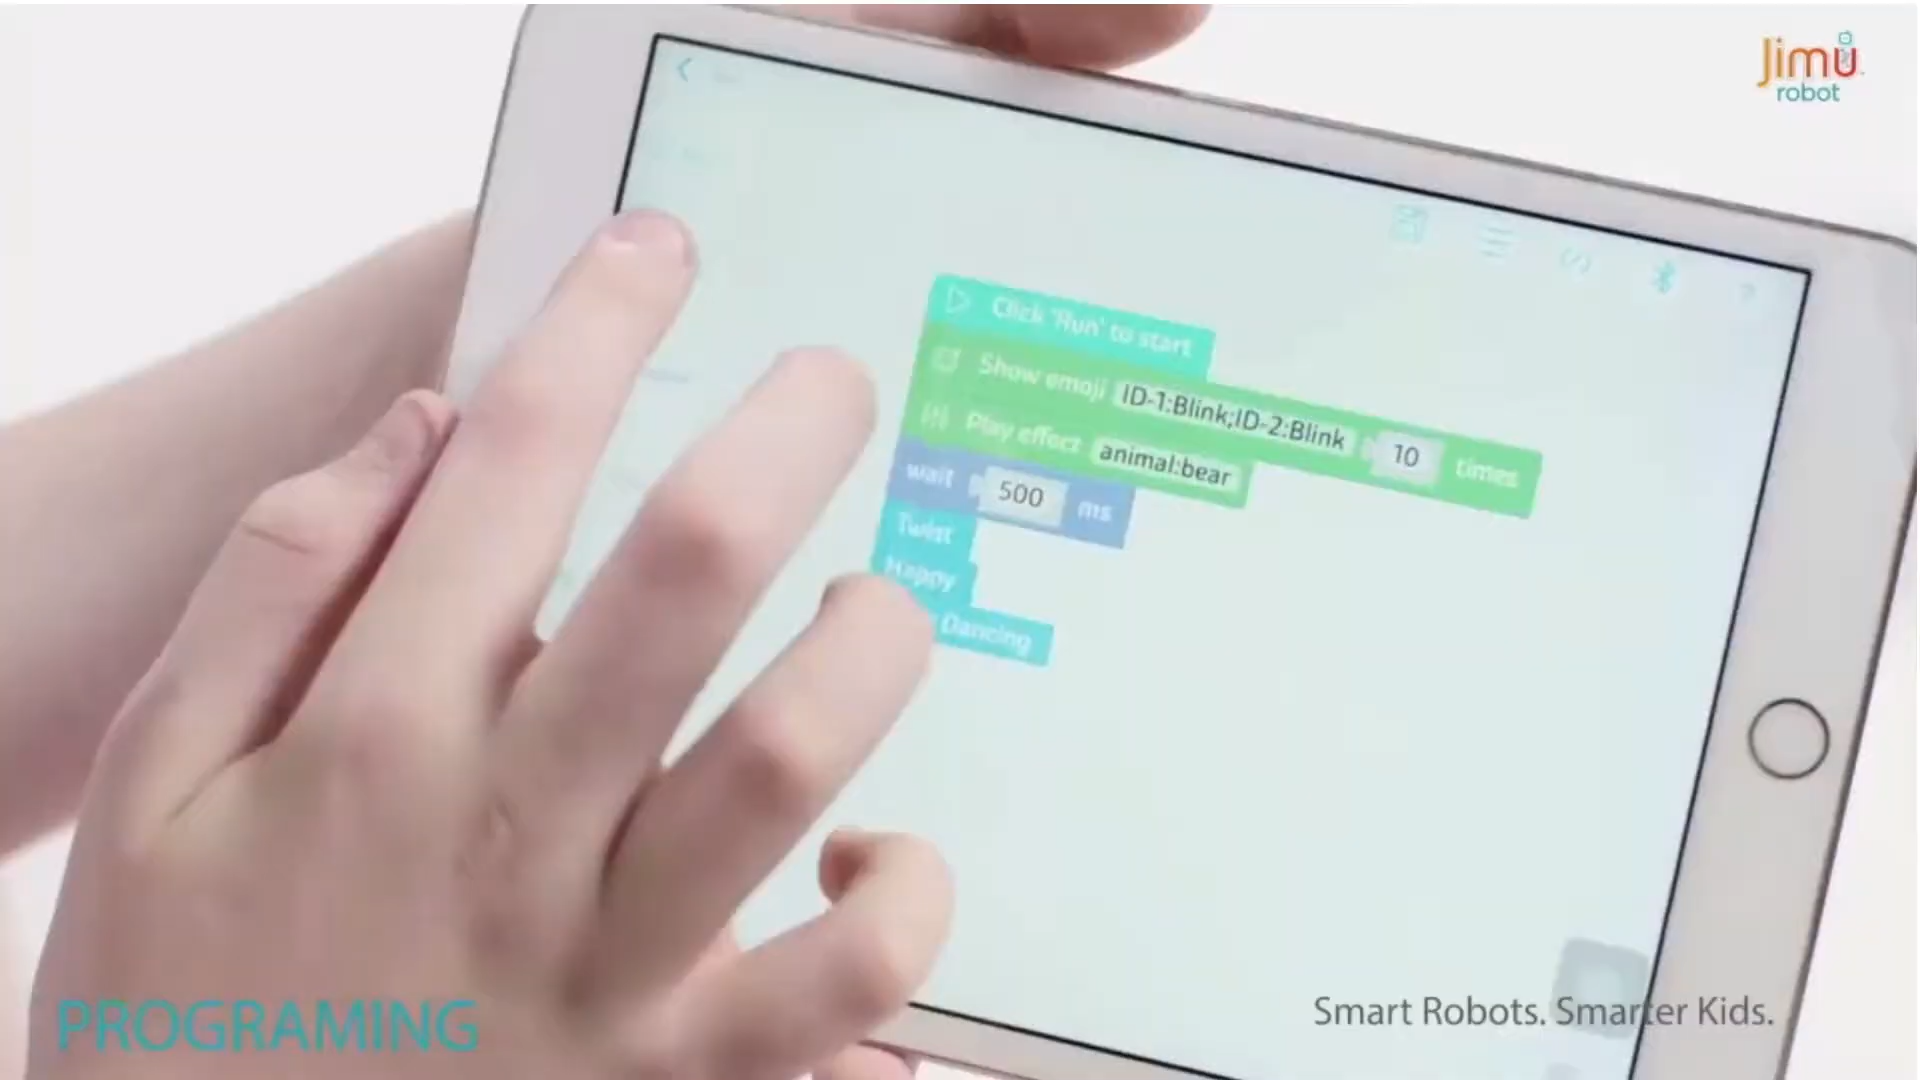 Jimu
robot
Click 'Run' to start
Show emoji ID-1:Blink;ID-2:Blink 10 times
Play effect animal:bear
wait 500 ms
Twist
Happy
Dancing
PROGRAMING
Smart Robots. Smarter Kids.